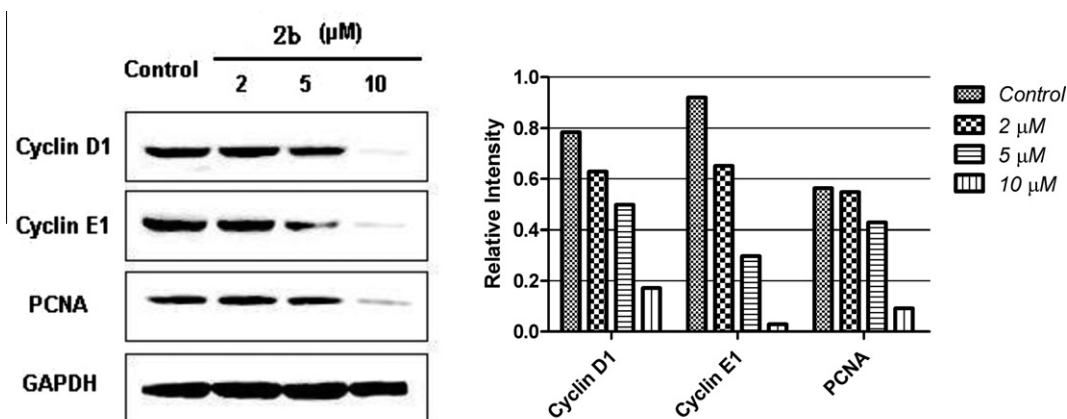 2b (μM)
Control 2 5 10
Cyclin D1
Cyclin E1
PCNA
GAPDH
Relative Intensity
1.0
0.8
0.6
0.4
0.2
0.0
Cyclin D1
Cyclin E1
PCNA
Control
2 μM
5 μM
10 μM